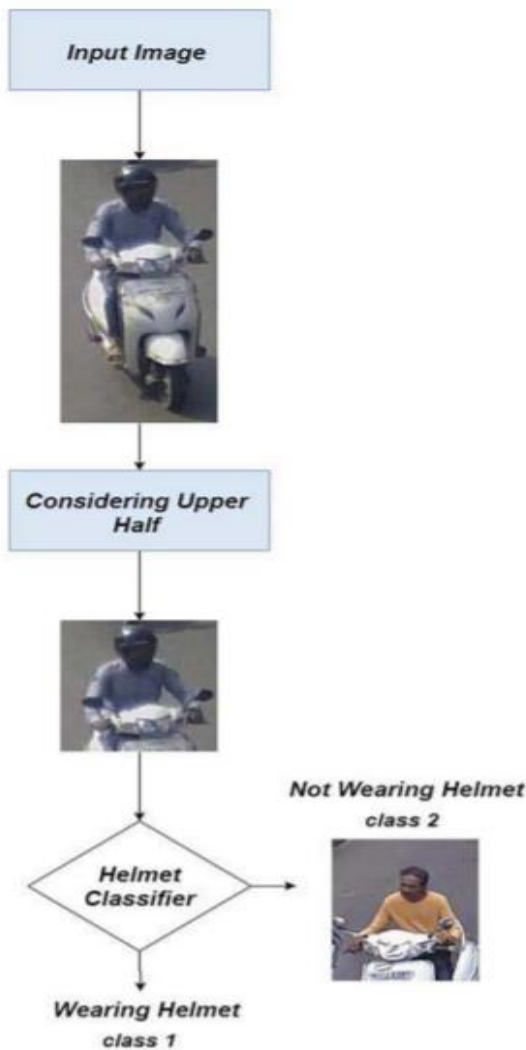 Input Image
Considering Upper
Half
Not Wearing Helmet
class 2
Helmet
Classifier
Wearing Helmet
class 1